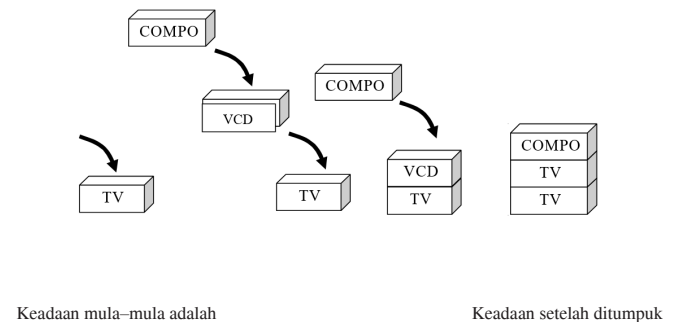 COMPO
VCD
TV
TV
COMPO
VCD
TV
COMPO
TV
TV
Keadaan mula–mula adalah
Keadaan setelah ditumpuk